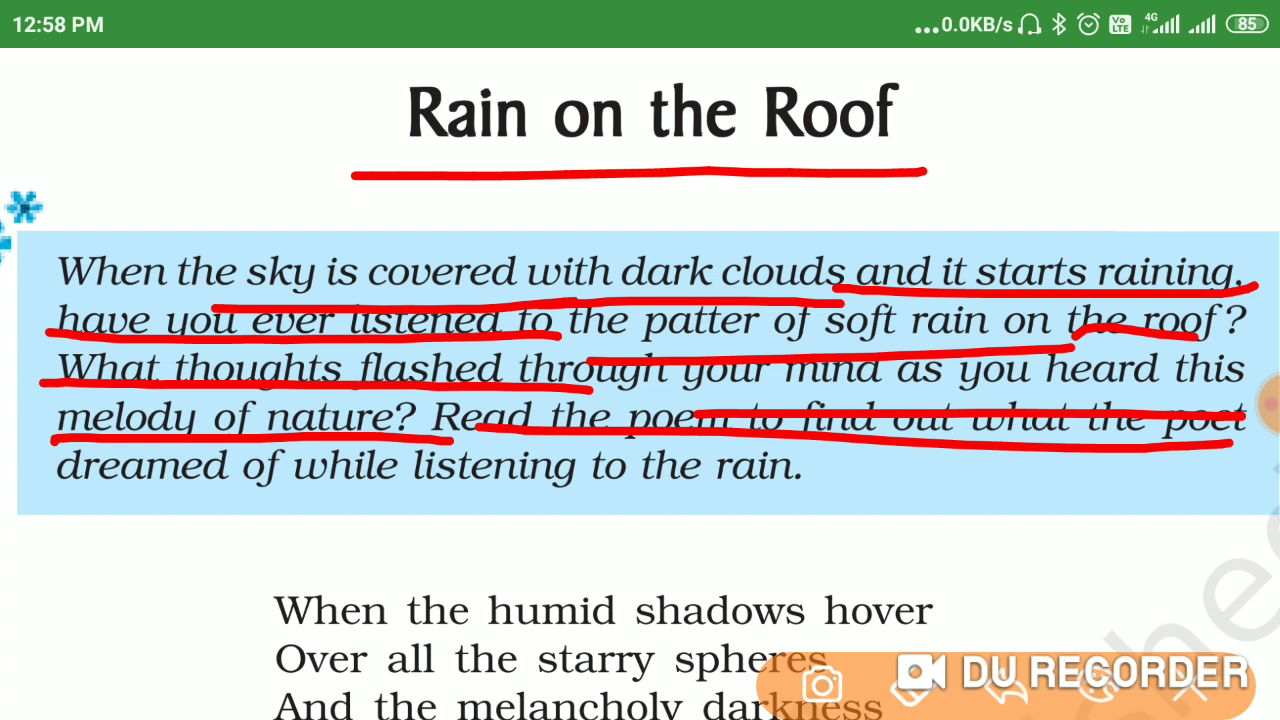 12:58 PM
...0.0KB/s Vo LTE 4G 85
Rain on the Roof
When the sky is covered with dark clouds and it starts raining,
have you ever listened to the patter of soft rain on the roof?
What thoughts flashed through your mind as you heard this
melody of nature? Read the poem to find out what the poet
dreamed of while listening to the rain.
When the humid shadows hover
Over all the starry spheres
And the melancholy darkness
DU RECORDER